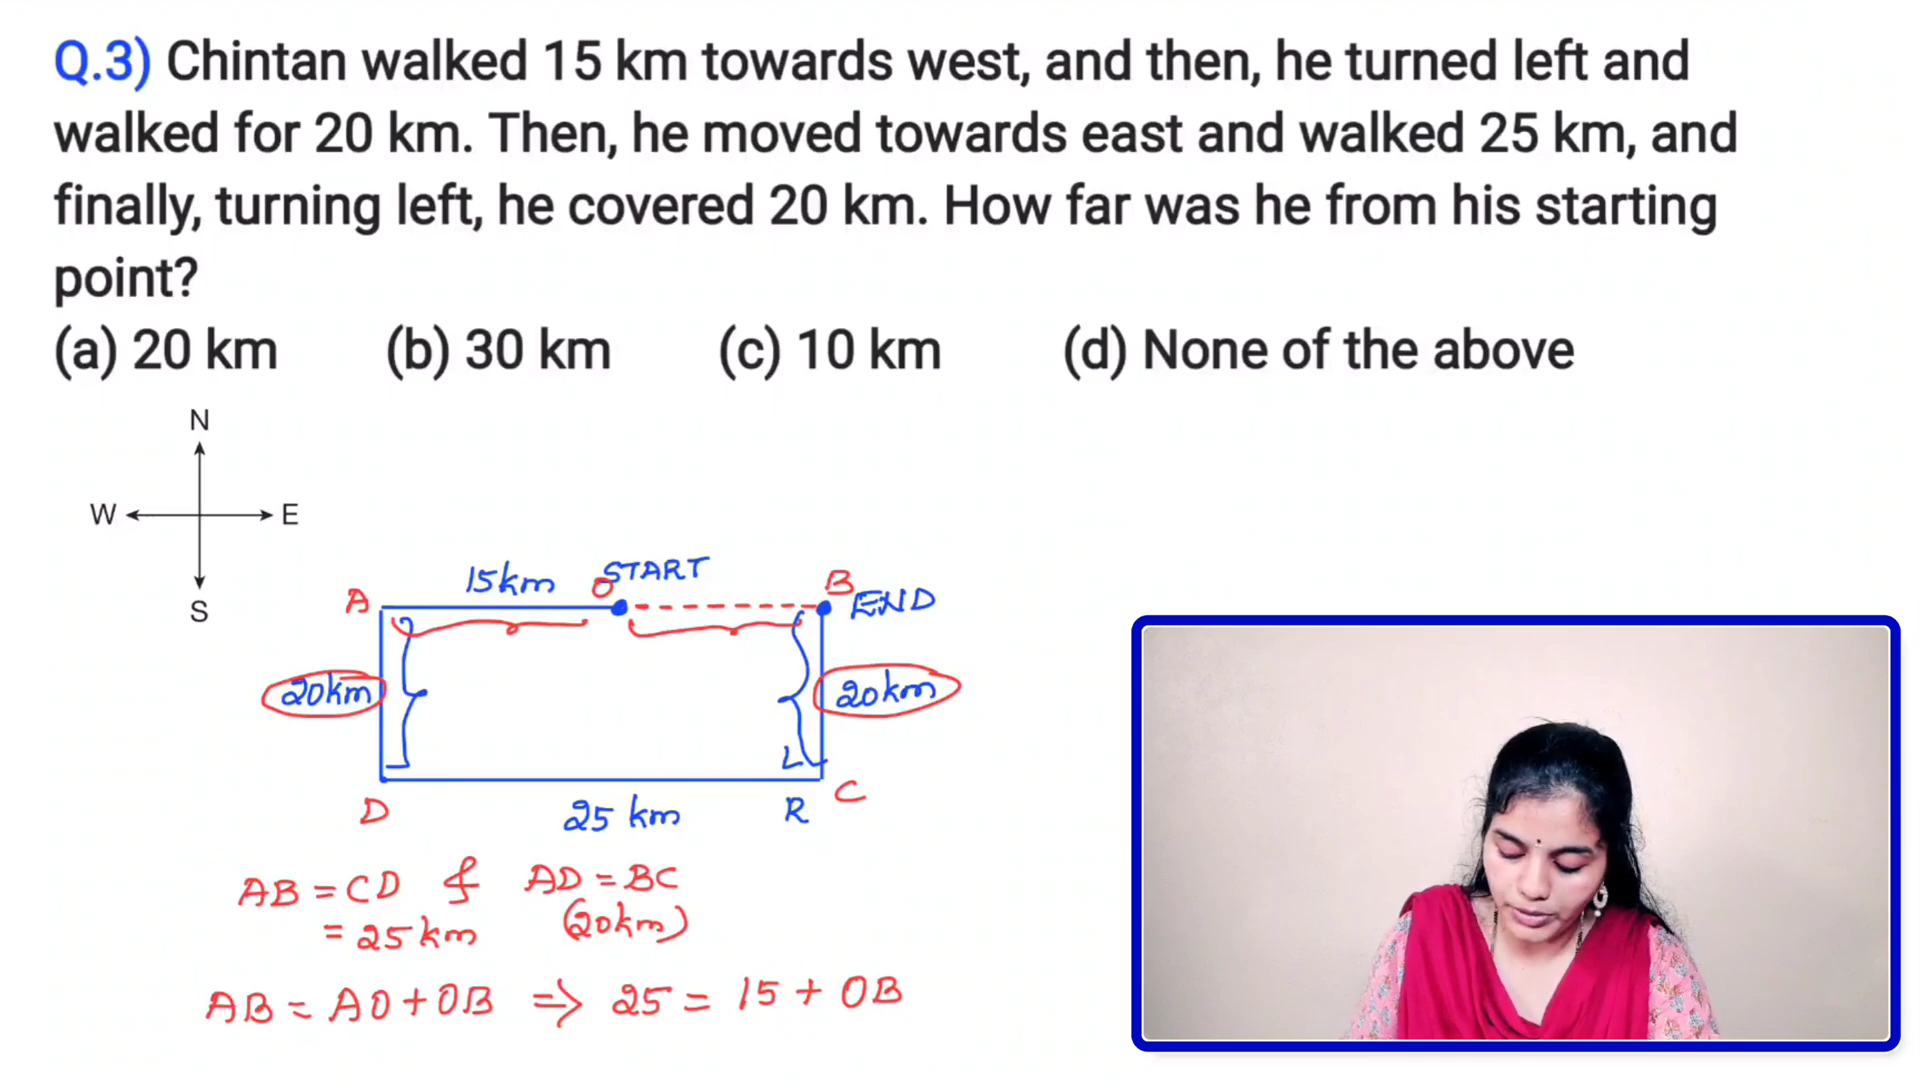 Q.3) Chintan walked 15 km towards west, and then, he turned left and
walked for 20 km. Then, he moved towards east and walked 25 km, and
finally, turning left, he covered 20 km. How far was he from his starting
point?
(a) 20 km (b) 30 km (c) 10 km (d) None of the above
N
W E
S
15km O START B
A END
20km 20km
L
D 25 km R C
AB = CD & AD = BC
= 25 km (20km)
AB = AO + OB => 25 = 15 + OB